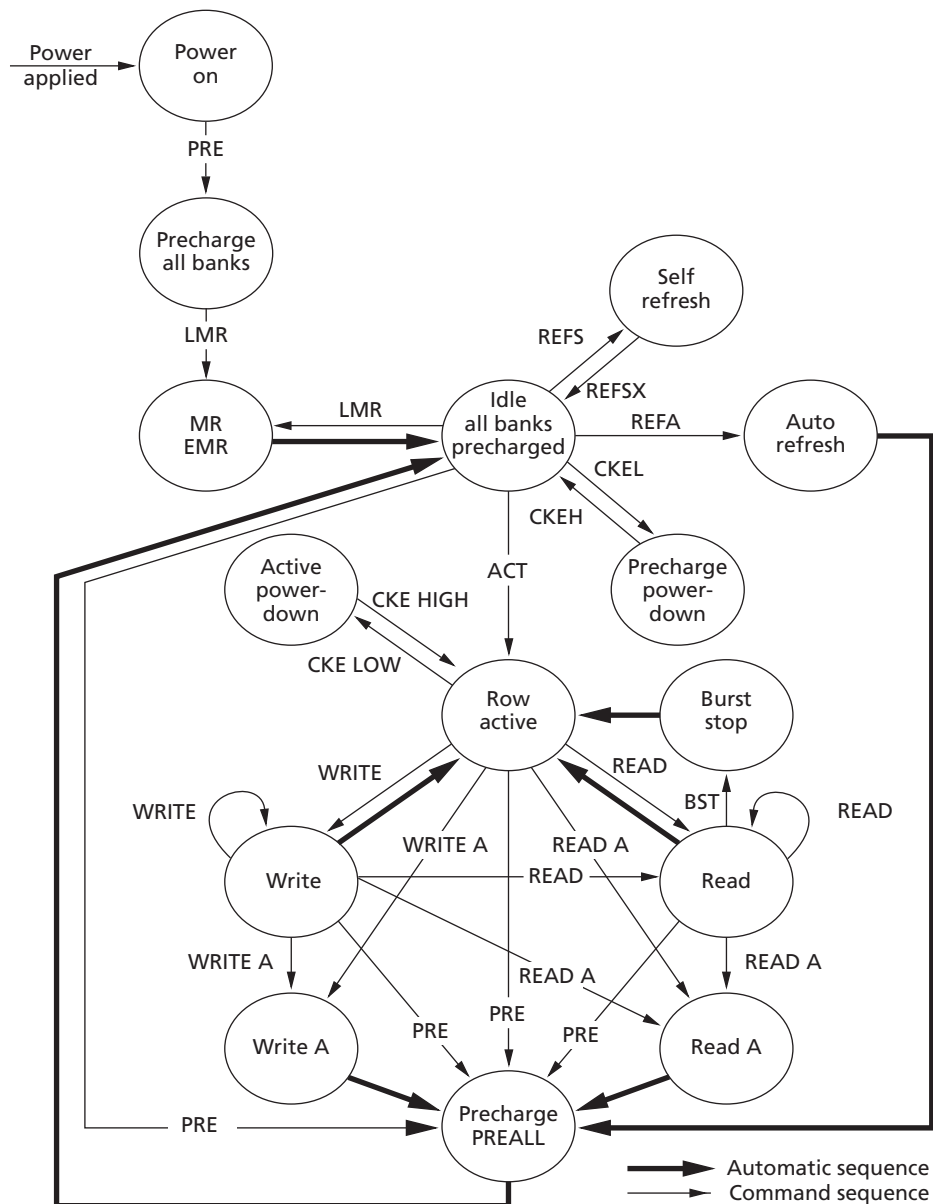 Power
applied
Power
on
PRE
Precharge
all banks
LMR
Self
refresh
REFS
REFSX
MR
EMR
LMR
Idle
all banks
precharged
REFA
Auto
refresh
CKEL
CKEH
Active
power-
down
CKE HIGH
CKE LOW
ACT
Precharge
power-
down
Row
active
Burst
stop
WRITE
READ
BST
WRITE
READ
WRITE A
READ A
Write
READ
Read
WRITE A
READ A
READ A
PRE
PRE
PRE
Write A
Read A
PRE
Precharge
PREALL
Automatic sequence
Command sequence